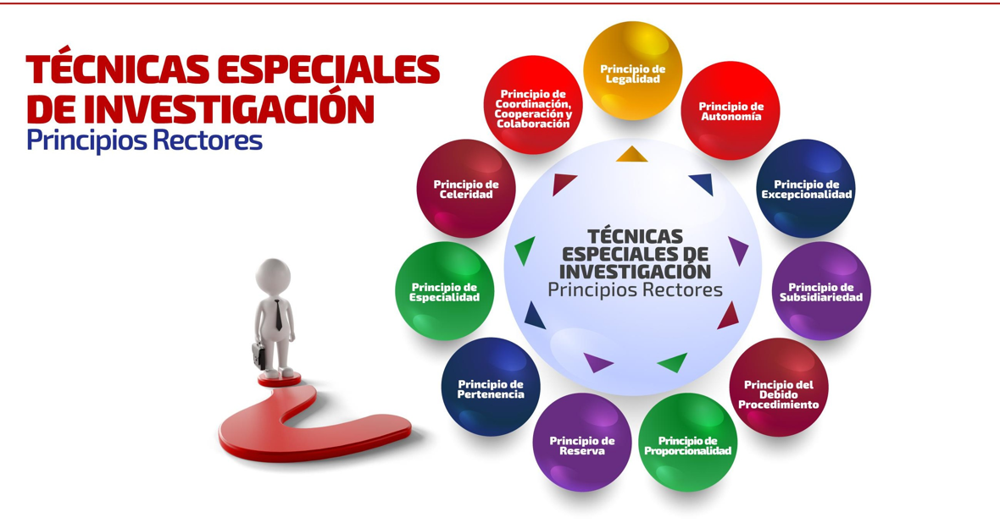 TÉCNICAS ESPECIALES
DE INVESTIGACIÓN
Principios Rectores
Principio de
Legalidad
Principio de
Autonomía
Principio de
Excepcionalidad
Principio de
Subsidiariedad
Principio del
Debido
Procedimiento
Principio de
Proporcionalidad
Principio de
Reserva
Principio de
Pertenencia
Principio de
Especialidad
Principio de
Celeridad
Principio de
Coordinación,
Cooperación y
Colaboración
TÉCNICAS
ESPECIALES DE
INVESTIGACIÓN
Principios Rectores